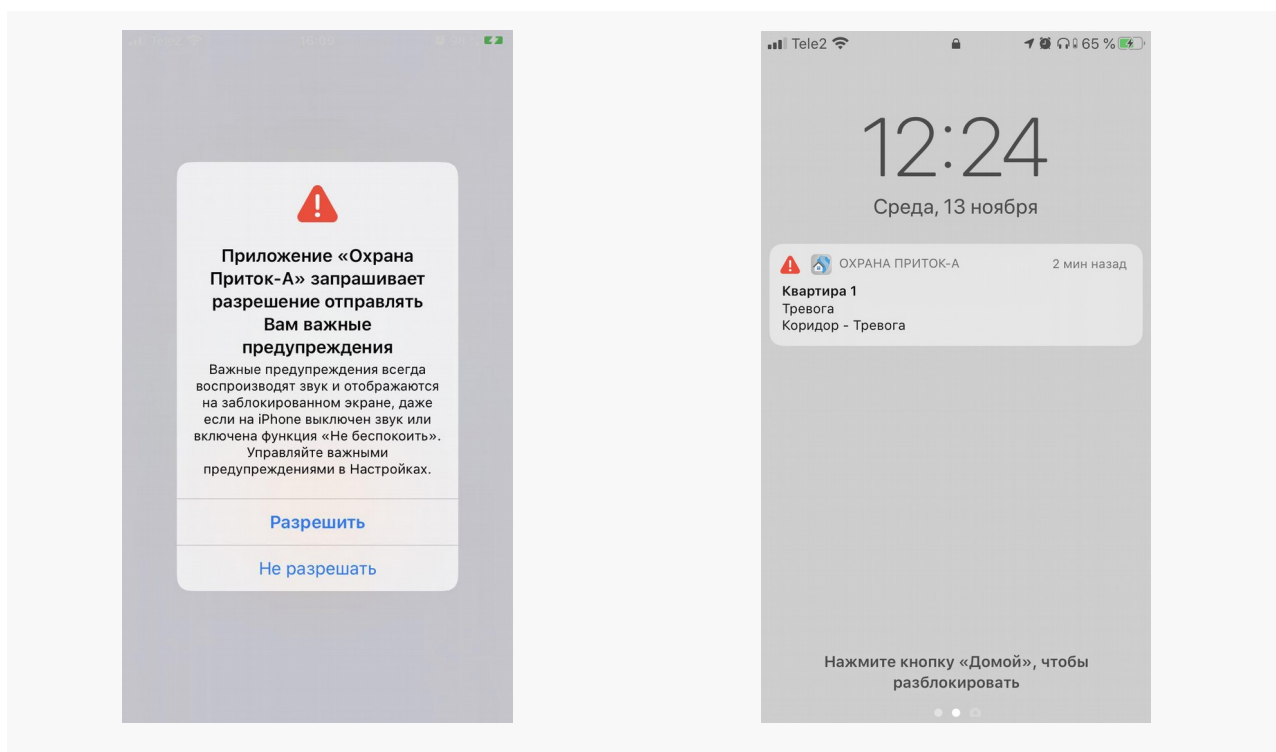 Приложение «Охрана
Приток-А» запрашивает
разрешение отправлять
Вам важные
предупреждения
Важные предупреждения всегда
воспроизводят звук и отображаются
на заблокированном экране, даже
если на iPhone выключен звук или
включена функция «Не беспокоить».
Управляйте важными
предупреждениями в Настройках.
Разрешить
Не разрешать
Tele2
65 %
12:24
Среда, 13 ноября
ОХРАНА ПРИТОК-А
2 мин назад
Квартира 1
Тревога
Коридор - Тревога
Нажмите кнопку «Домой», чтобы
разблокировать